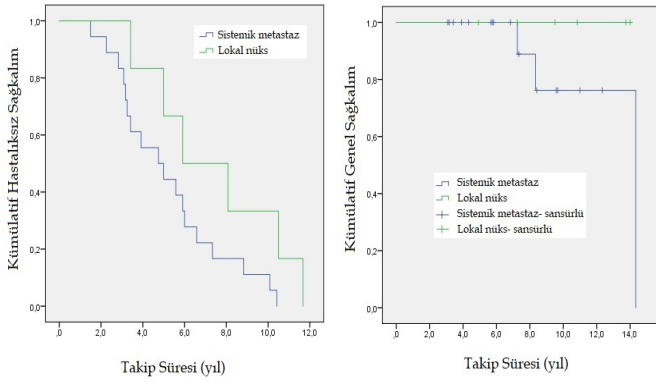 Kümülatif Hastalıksız Sağkalım
1,0
0,8
0,6
0,4
0,2
0,0
Sistemik metastaz
Lokal nüks
,0 2,0 4,0 6,0 8,0 10,0 12,0
Takip Süresi (yıl)
Kümülatif Genel Sağkalım
1,0
0,8
0,6
0,4
0,2
0,0
Sistemik metastaz
Lokal nüks
Sistemik metastaz- sansürlü
Lokal nüks- sansürlü
,0 2,0 4,0 6,0 8,0 10,0 12,0 14,0
Takip Süresi (yıl)